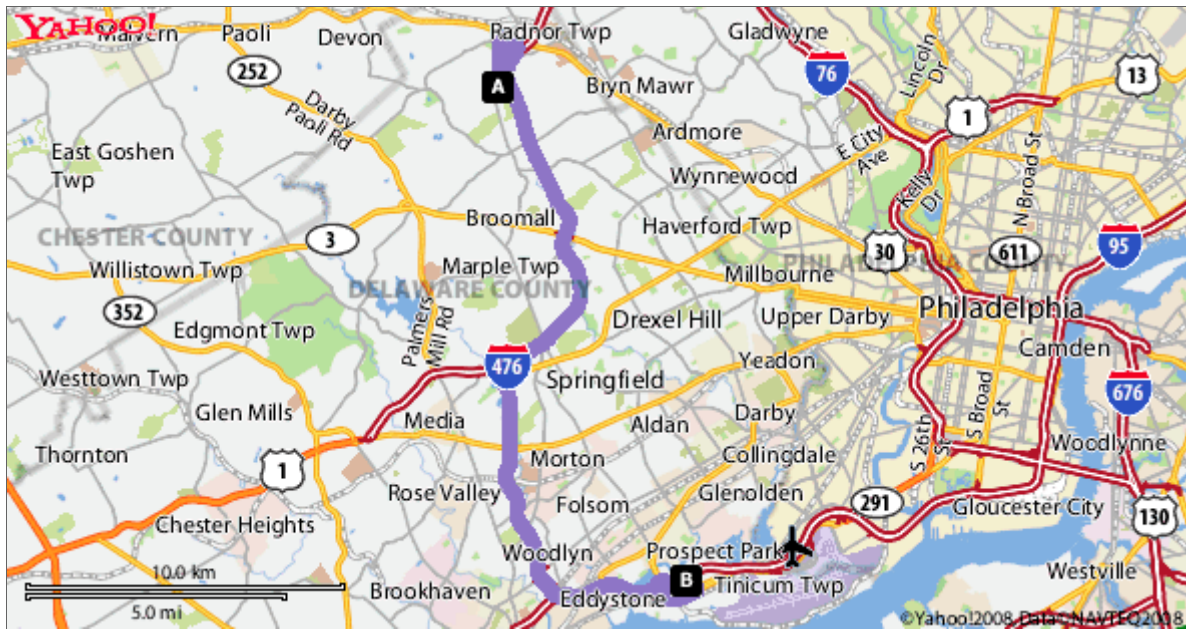 YAHOO!
Malvern
Paoli
Devon
Radnor Twp
Gladwyne
252
A
Bryn Mawr
76
Lincoln
Dr
13
1
Darby
Paoli Rd
Ardmore
E City
Ave
East Goshen
Twp
Wynnewood
Kelly
Dr
N Broad St
Broomall
Haverford Twp
3
CHESTER COUNTY
30
611
95
Willistown Twp
Marple Twp
Millbourne
PHILADELPHIA COUNTY
DELAWARE COUNTY
352
Edgmont Twp
Palmers
Mill Rd
Drexel Hill
Upper Darby
Philadelphia
Camden
476
Yeadon
Westtown Twp
Springfield
676
Glen Mills
Media
Aldan
Darby
S 26th
St
S Broad
St
Woodlynne
Thornton
1
Morton
Collingdale
Rose Valley
Folsom
Glenolden
291
Gloucester City
130
Chester Heights
Woodlyn
Prospect Park
10.0 km
Brookhaven
Eddystone
B
Tinicum Twp
Westville
5.0 mi
©Yahoo!2008, Data©NAVTEQ2008